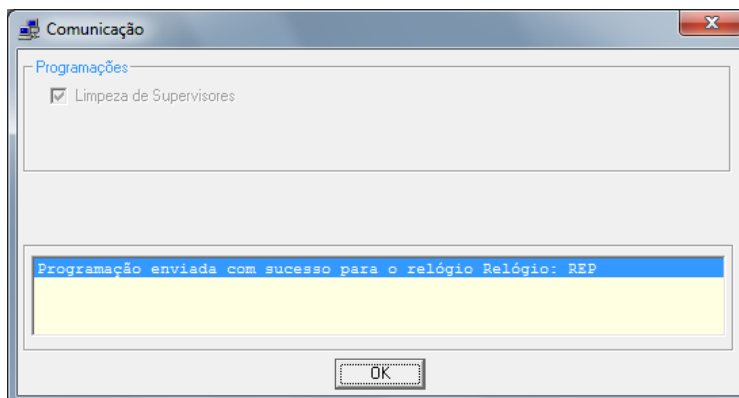 Comunicação
Programações
Limpeza de Supervisores
Programação enviada com sucesso para o relógio Relógio: REP
OK